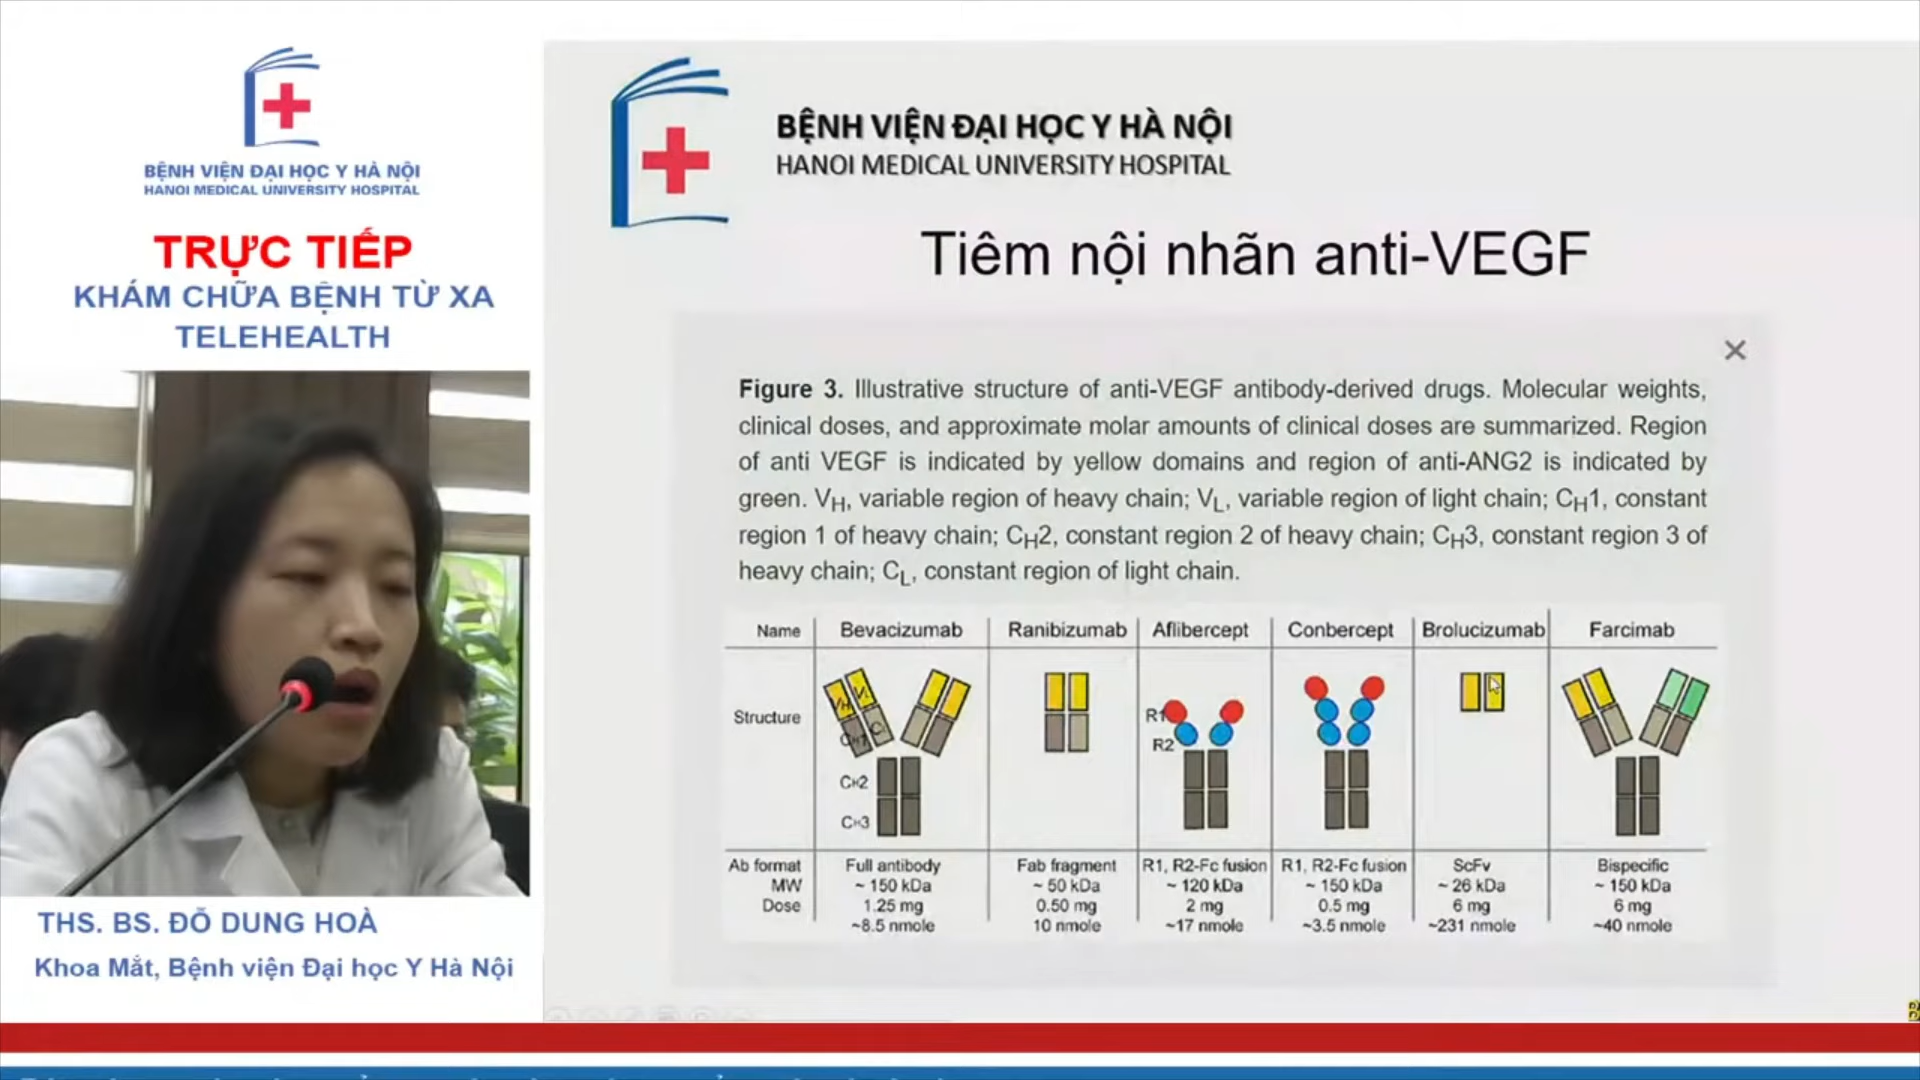 BỆNH VIỆN ĐẠI HỌC Y HÀ NỘI
HANOI MEDICAL UNIVERSITY HOSPITAL
TRỰC TIẾP
KHÁM CHỮA BỆNH TỪ XA
TELEHEALTH
THS. BS. ĐỖ DUNG HOÀ
Khoa Mắt, Bệnh viện Đại học Y Hà Nội
BỆNH VIỆN ĐẠI HỌC Y HÀ NỘI
HANOI MEDICAL UNIVERSITY HOSPITAL
Tiêm nội nhãn anti-VEGF
Figure 3. Illustrative structure of anti-VEGF antibody-derived drugs. Molecular weights,
clinical doses, and approximate molar amounts of clinical doses are summarized. Region
of anti VEGF is indicated by yellow domains and region of anti-ANG2 is indicated by
green. VH, variable region of heavy chain; VL, variable region of light chain; CH1, constant
region 1 of heavy chain; CH2, constant region 2 of heavy chain; CH3, constant region 3 of
heavy chain; CL, constant region of light chain.
Name Bevacizumab Ranibizumab Aflibercept Conbercept Brolucizumab Farcimab
VH VL
Structure R1
CH1 CL R2
CH2
CH3
Ab format Full antibody Fab fragment R1, R2-Fc fusion R1, R2-Fc fusion ScFv Bispecific
MW ~ 150 kDa ~ 50 kDa ~ 120 kDa ~ 150 kDa ~ 26 kDa ~ 150 kDa
Dose 1.25 mg 0.50 mg 2 mg 0.5 mg 6 mg 6 mg
~8.5 nmole 10 nmole ~17 nmole ~3.5 nmole ~231 nmole ~40 nmole